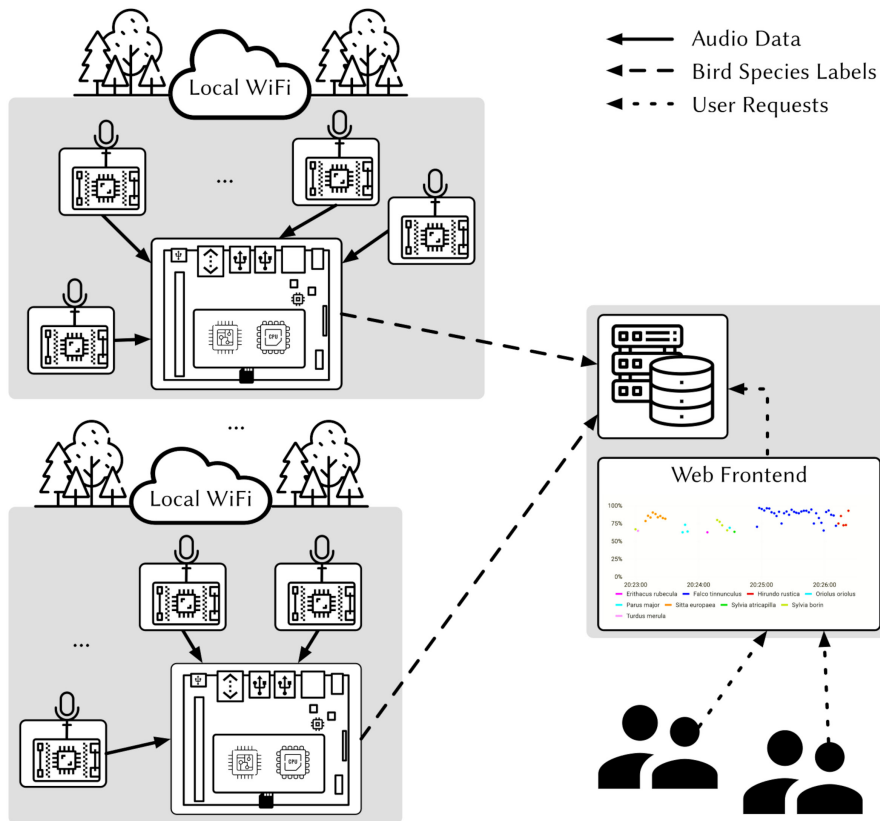 Local WiFi
Audio Data
Bird Species Labels
User Requests
...
CPU
...
Local WiFi
...
CPU
Web Frontend
100%
75%
50%
25%
0%
20:23:00 20:24:00 20:25:00 20:26:00
Erithacus rubecula Falco tinnunculus Hirundo rustica Oriolus oriolus
Parus major Sitta europaea Sylvia atricapilla Sylvia borin
Turdus merula